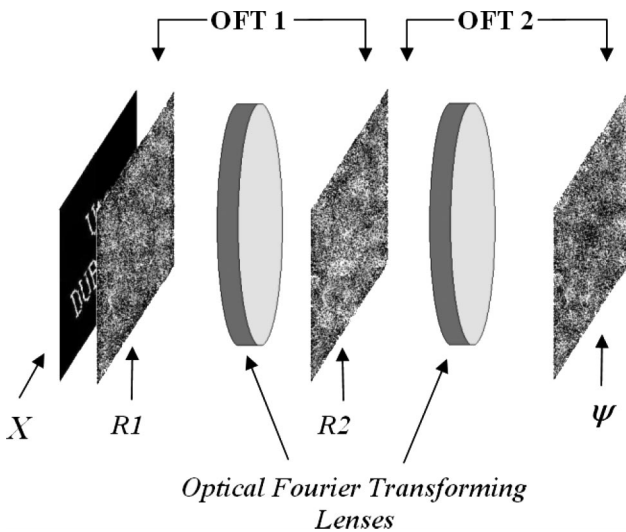 OFT 1
OFT 2
X
R1
R2
ψ
Optical Fourier Transforming
Lenses